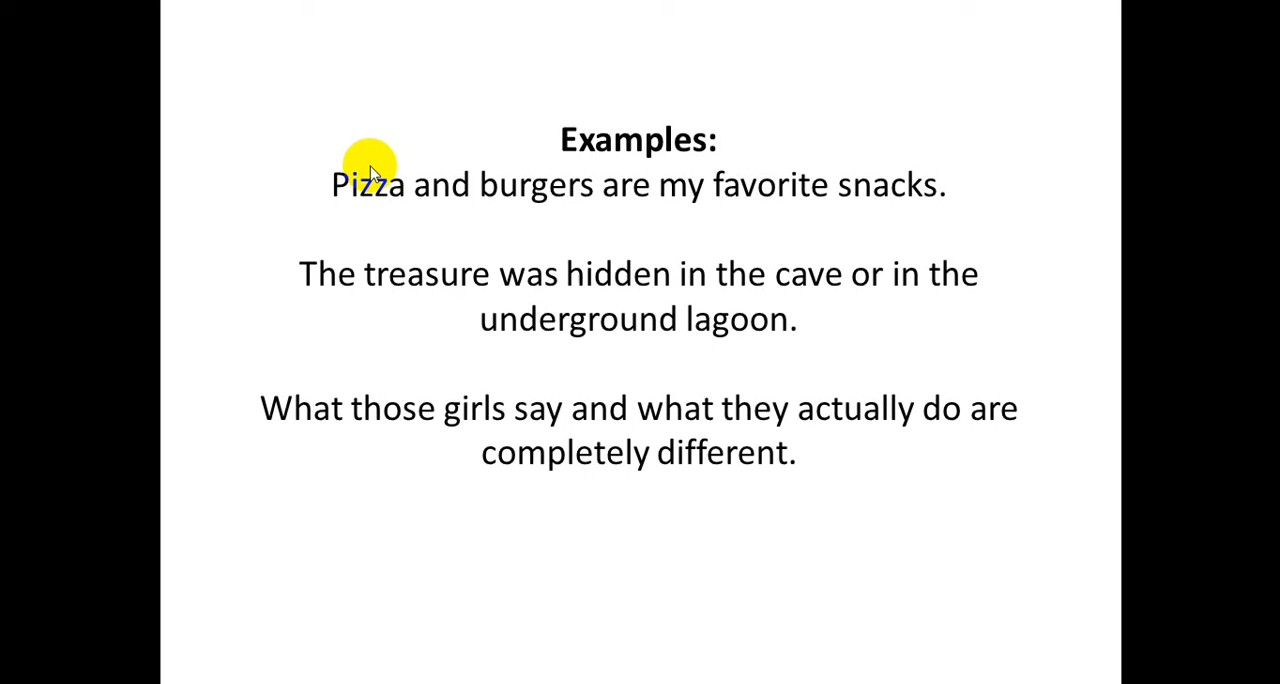 Examples:
Pizza and burgers are my favorite snacks.
The treasure was hidden in the cave or in the
underground lagoon.
What those girls say and what they actually do are
completely different.